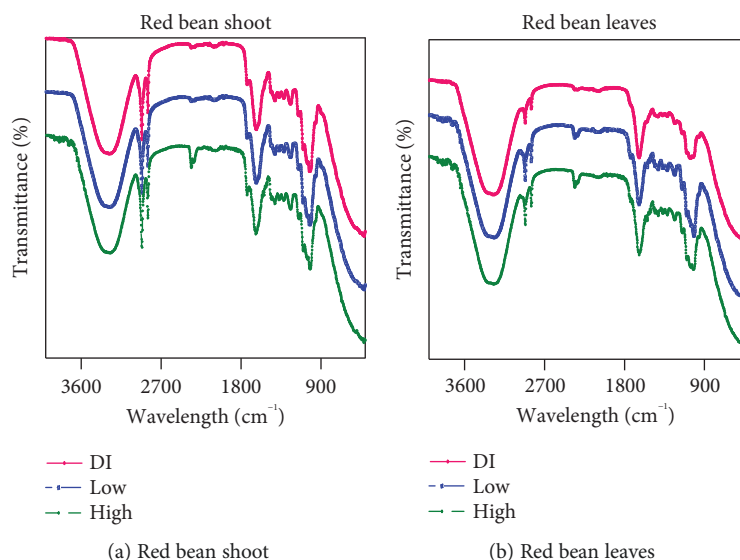 Red bean shoot
Transmittance (%)
3600 2700 1800 900
Wavelength (cm⁻¹)
DI
Low
High
(a) Red bean shoot
Red bean leaves
Transmittance (%)
3600 2700 1800 900
Wavelength (cm⁻¹)
DI
Low
High
(b) Red bean leaves